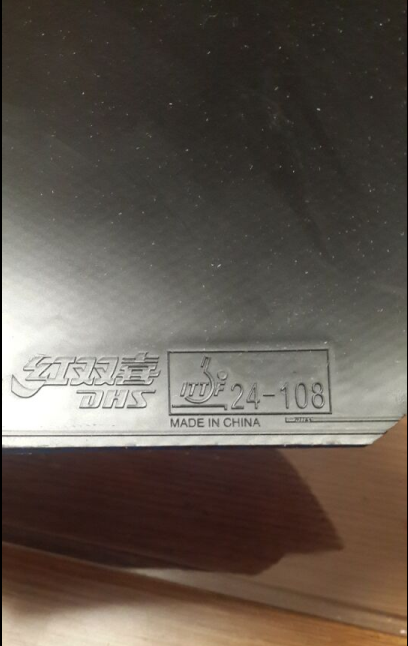 红双喜
DHS
ITTF 24-108
MADE IN CHINA